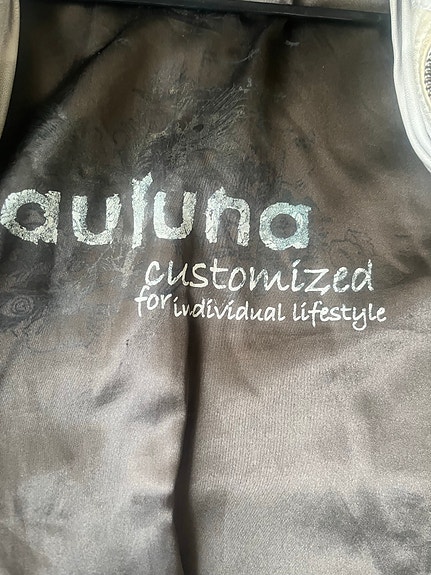 auluna
customized
for individual lifestyle